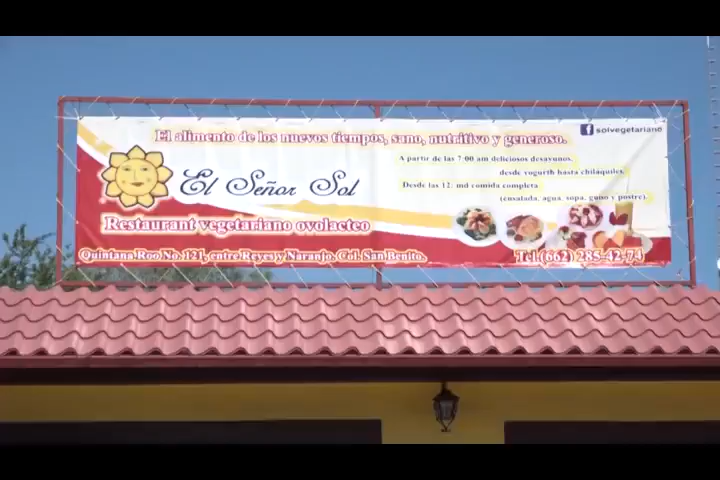 El alimento de los nuevos tiempos, sano, nutritivo y generoso.
f solvegetariano
El Señor Sol
A partir de las 7:00 am deliciosos desayunos,
desde yogurth hasta chilaquiles.
Desde las 12: md comida completa
(ensalada, agua, sopa, guiso y postre).
Restaurant vegetariano ovolacteo
Quintana Roo No. 121, entre Reyes y Naranjo. Col. San Benito.
Tel (662) 285-42-74